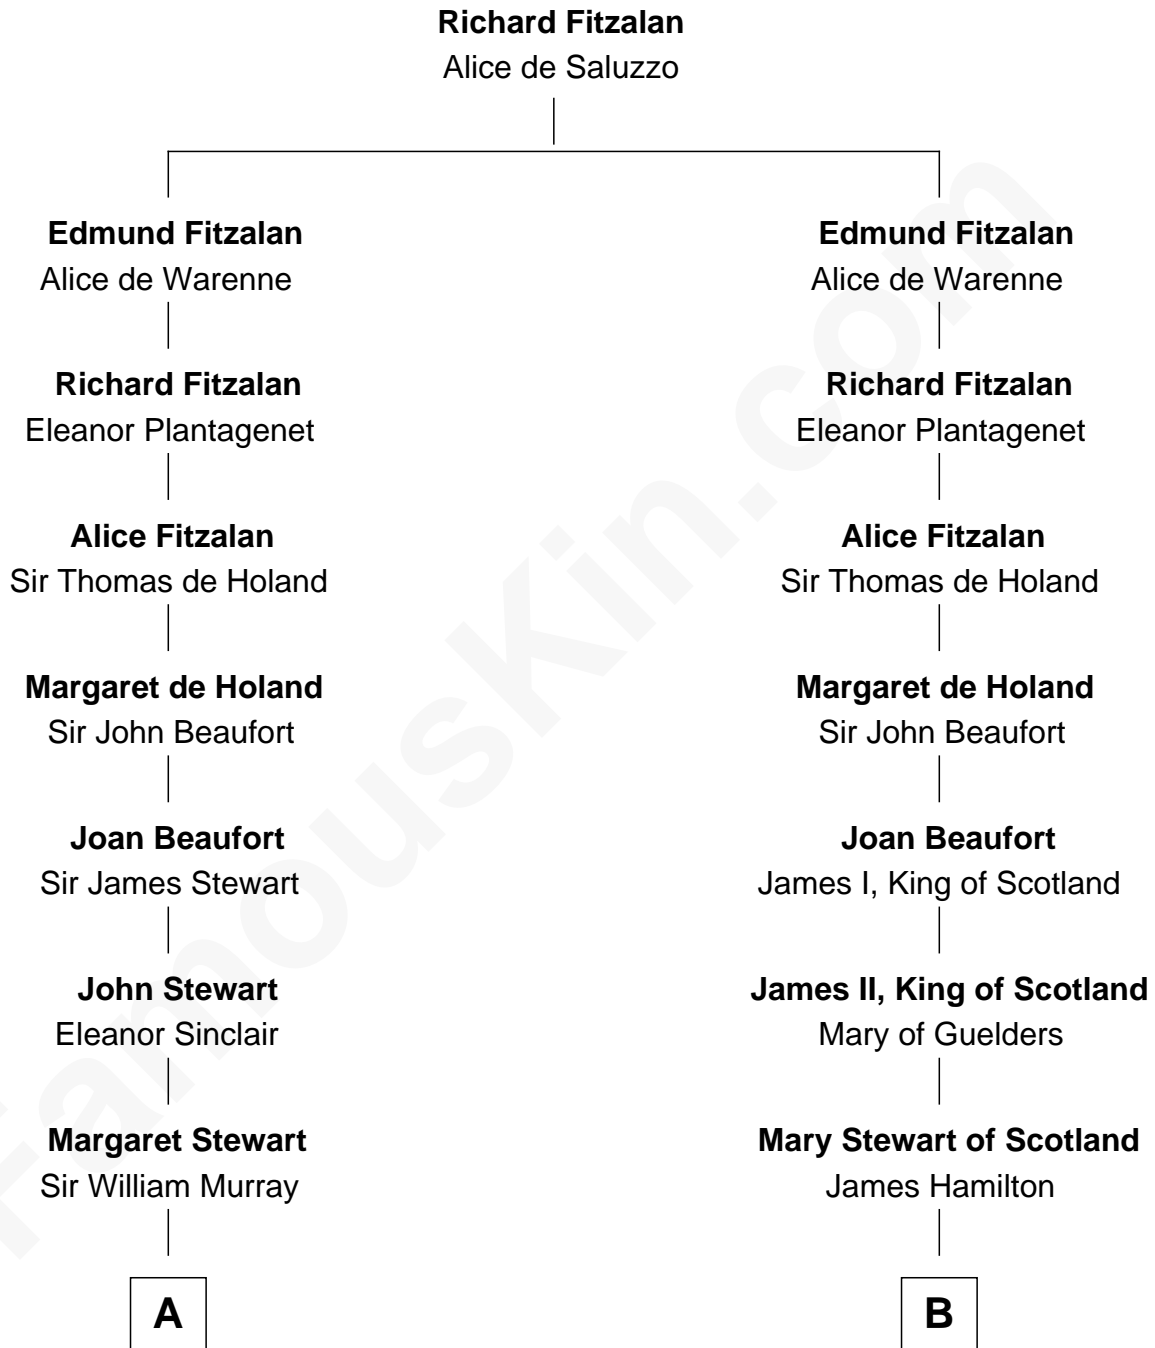 Richard Fitzalan
Alice de Saluzzo
Edmund Fitzalan
Alice de Warenne
Edmund Fitzalan
Alice de Warenne
Richard Fitzalan
Eleanor Plantagenet
Richard Fitzalan
Eleanor Plantagenet
Alice Fitzalan
Sir Thomas de Holand
Alice Fitzalan
Sir Thomas de Holand
Margaret de Holand
Sir John Beaufort
Margaret de Holand
Sir John Beaufort
Joan Beaufort
Sir James Stewart
Joan Beaufort
James I, King of Scotland
John Stewart
Eleanor Sinclair
James II, King of Scotland
Mary of Guelders
Margaret Stewart
Sir William Murray
Mary Stewart of Scotland
James Hamilton
A
B
FamousKin.com